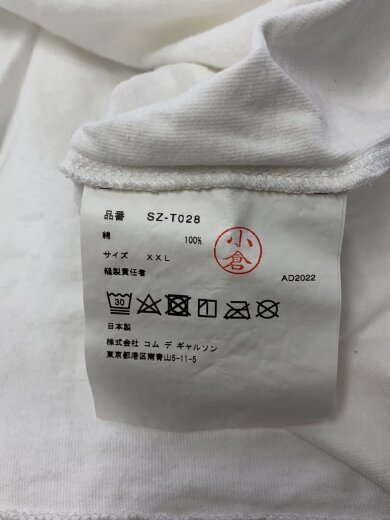 品番 SZ-T028
綿 100%
サイズ XXL
縫製責任者
小倉
AD2022
30
日本製
株式会社 コム デ ギャルソン
東京都港区南青山5-11-5